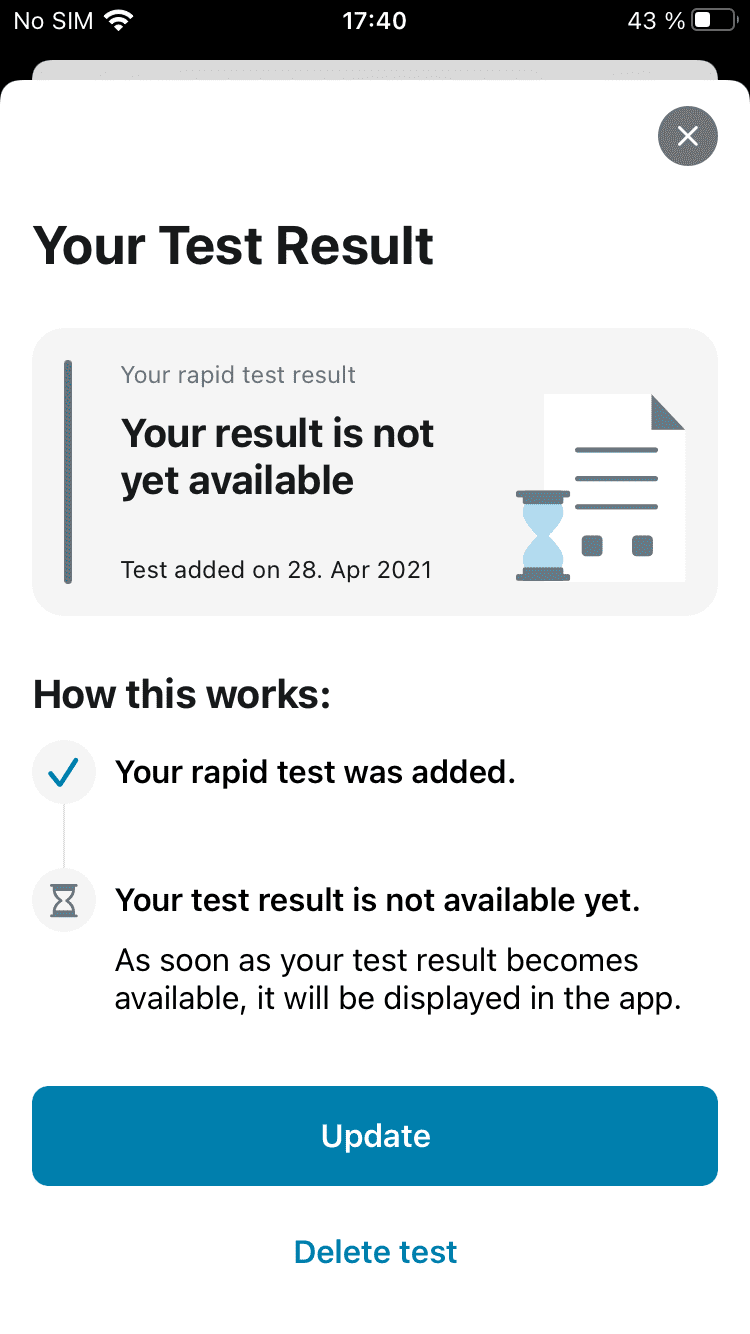 No SIM 17:40 43 %
Your Test Result
Your rapid test result
Your result is not
yet available
Test added on 28. Apr 2021
How this works:
Your rapid test was added.
Your test result is not available yet.
As soon as your test result becomes
available, it will be displayed in the app.
Update
Delete test